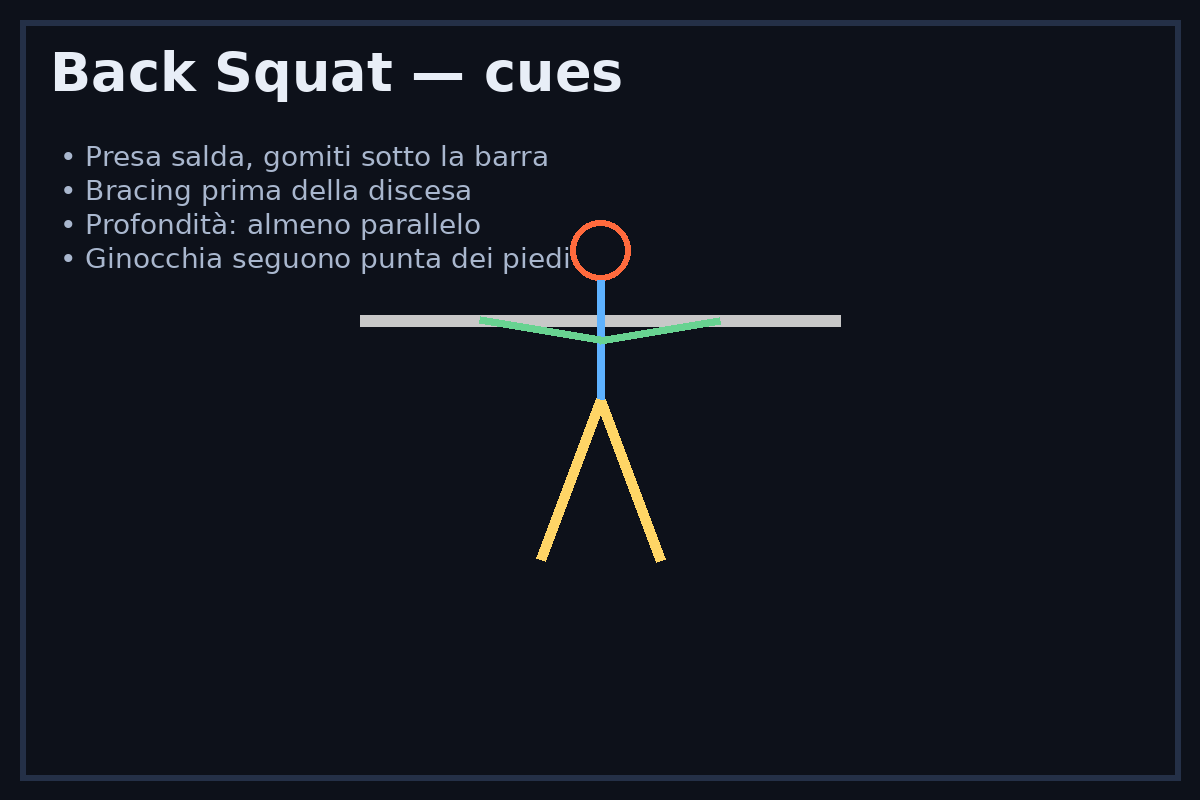 Back Squat — cues
• Presa salda, gomiti sotto la barra
• Bracing prima della discesa
• Profondità: almeno parallelo
• Ginocchia seguono punta dei piedi